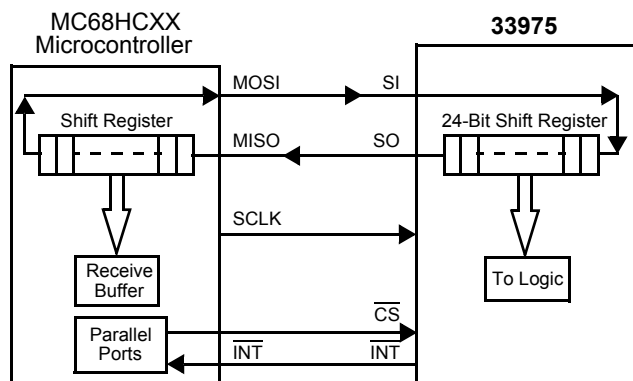 MC68HCXX
Microcontroller
33975
MOSI
SI
Shift Register
24-Bit Shift Register
MISO
SO
SCLK
Receive
Buffer
To Logic
CS
Parallel
Ports
INT
INT